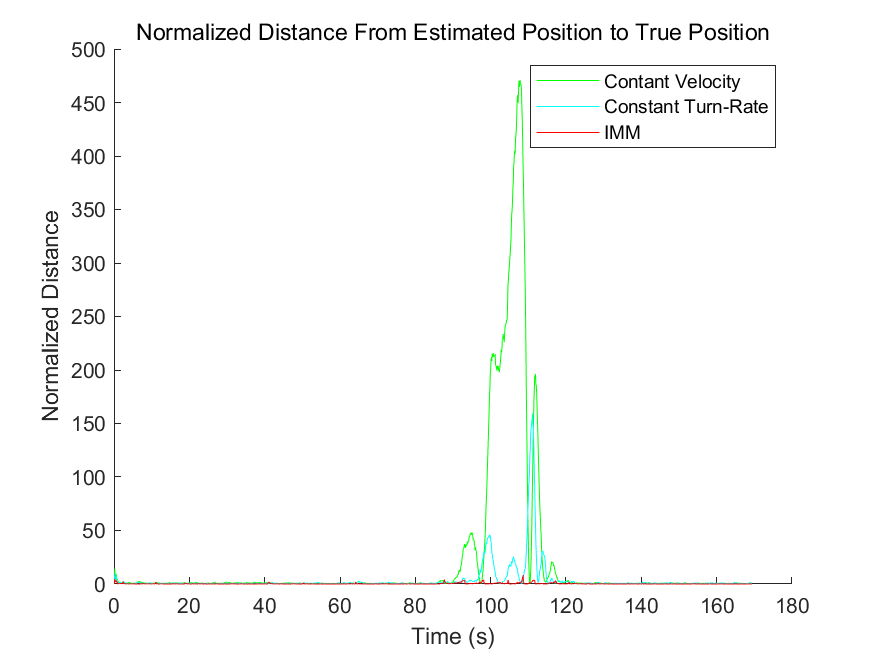 Normalized Distance From Estimated Position to True Position
500
450
400
350
300
250
200
150
100
50
0
Normalized Distance
Contant Velocity
Constant Turn-Rate
IMM
0 20 40 60 80 100 120 140 160 180
Time (s)